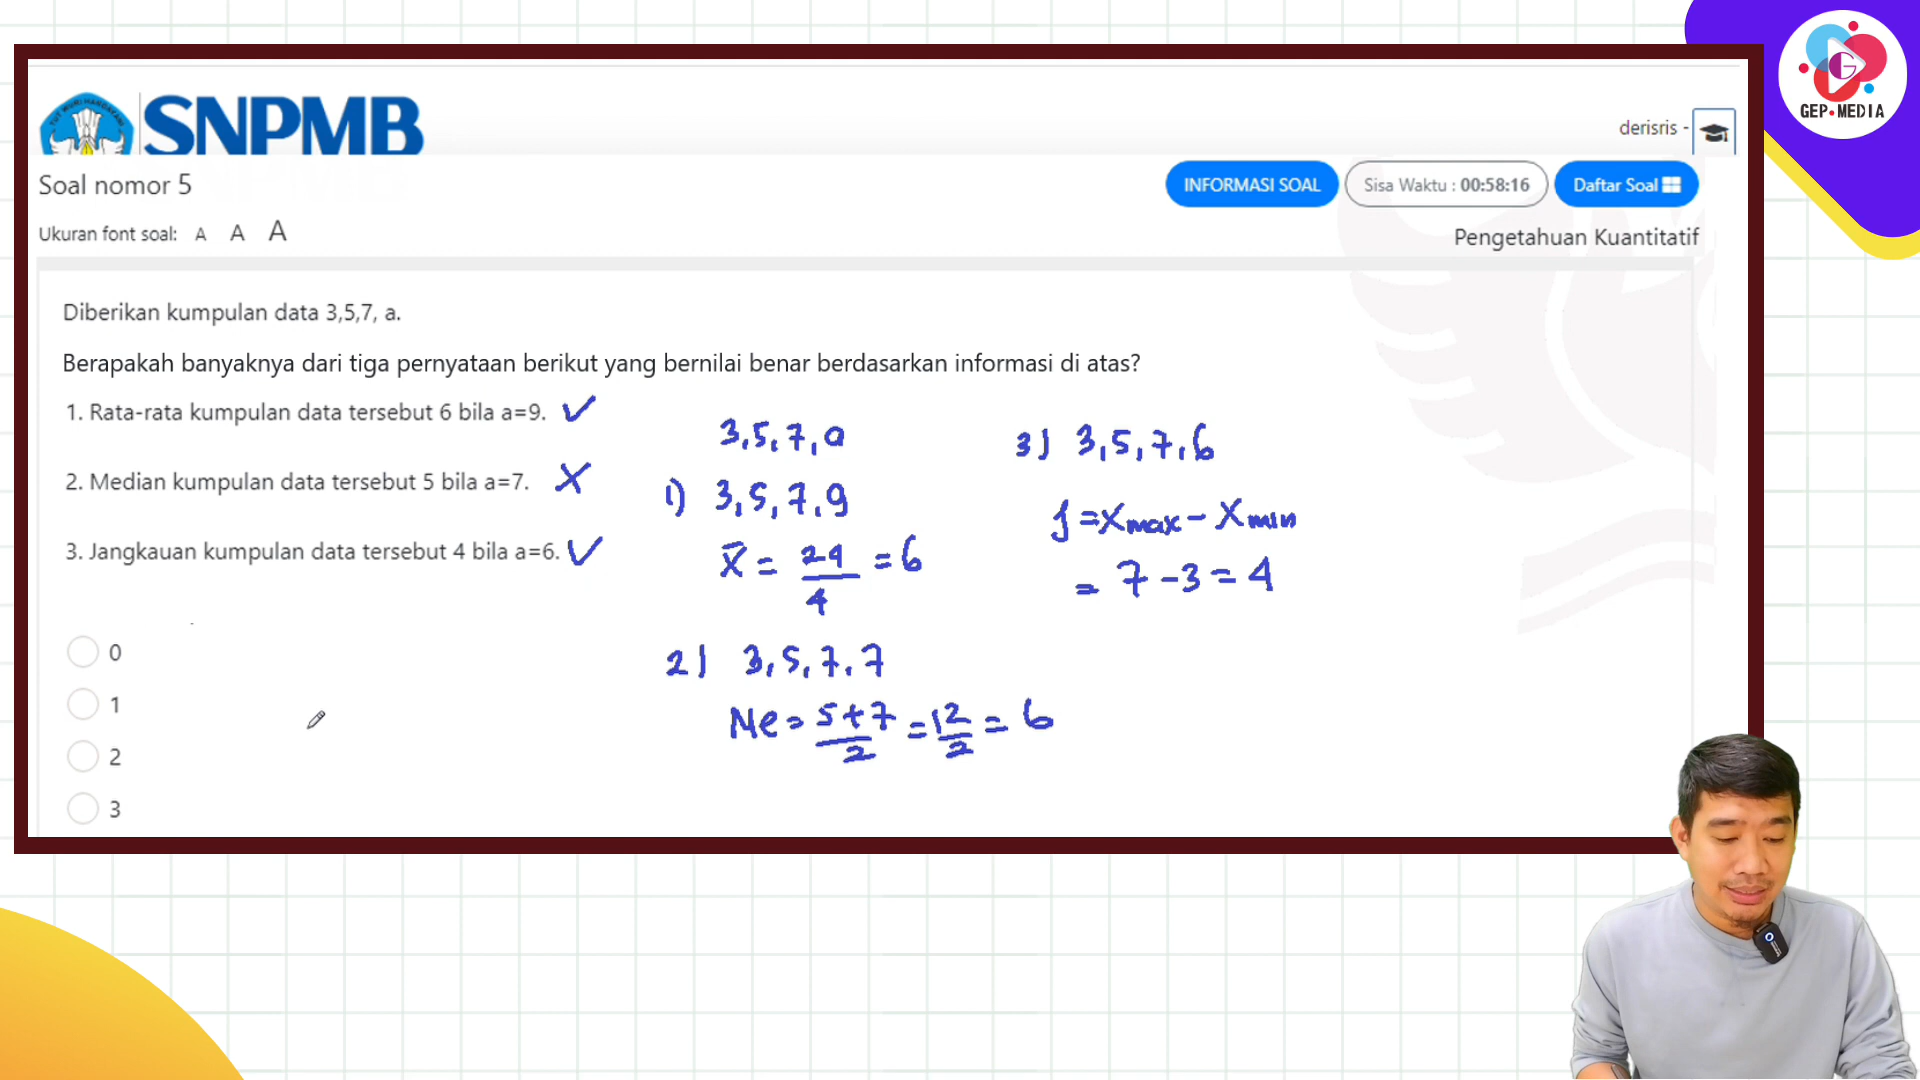 GEP•MEDIA
SNPMB
derisris -
Soal nomor 5
INFORMASI SOAL
Sisa Waktu : 00:58:16
Daftar Soal
Ukuran font soal: A A A
Pengetahuan Kuantitatif
Diberikan kumpulan data 3,5,7, a.
Berapakah banyaknya dari tiga pernyataan berikut yang bernilai benar berdasarkan informasi di atas?
1. Rata-rata kumpulan data tersebut 6 bila a=9. ✓
2. Median kumpulan data tersebut 5 bila a=7. X
3. Jangkauan kumpulan data tersebut 4 bila a=6. ✓
0
1
2
3
3,5,7,a
1) 3,5,7,9
x̄ = 24/4 = 6
2) 3,5,7,7
Me = 5+7/2 = 12/2 = 6
3) 3,5,7,6
J = Xmax - Xmin
= 7 - 3 = 4